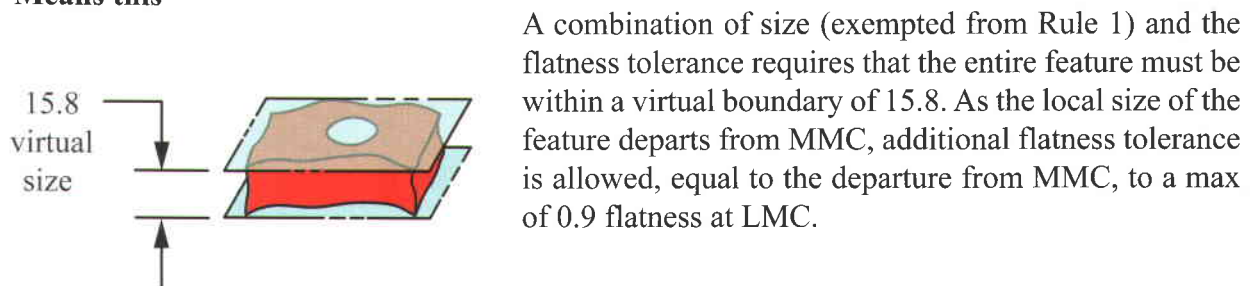 Means this
15.8
virtual
size
A combination of size (exempted from Rule 1) and the
flatness tolerance requires that the entire feature must be
within a virtual boundary of 15.8. As the local size of the
feature departs from MMC, additional flatness tolerance
is allowed, equal to the departure from MMC, to a max
of 0.9 flatness at LMC.